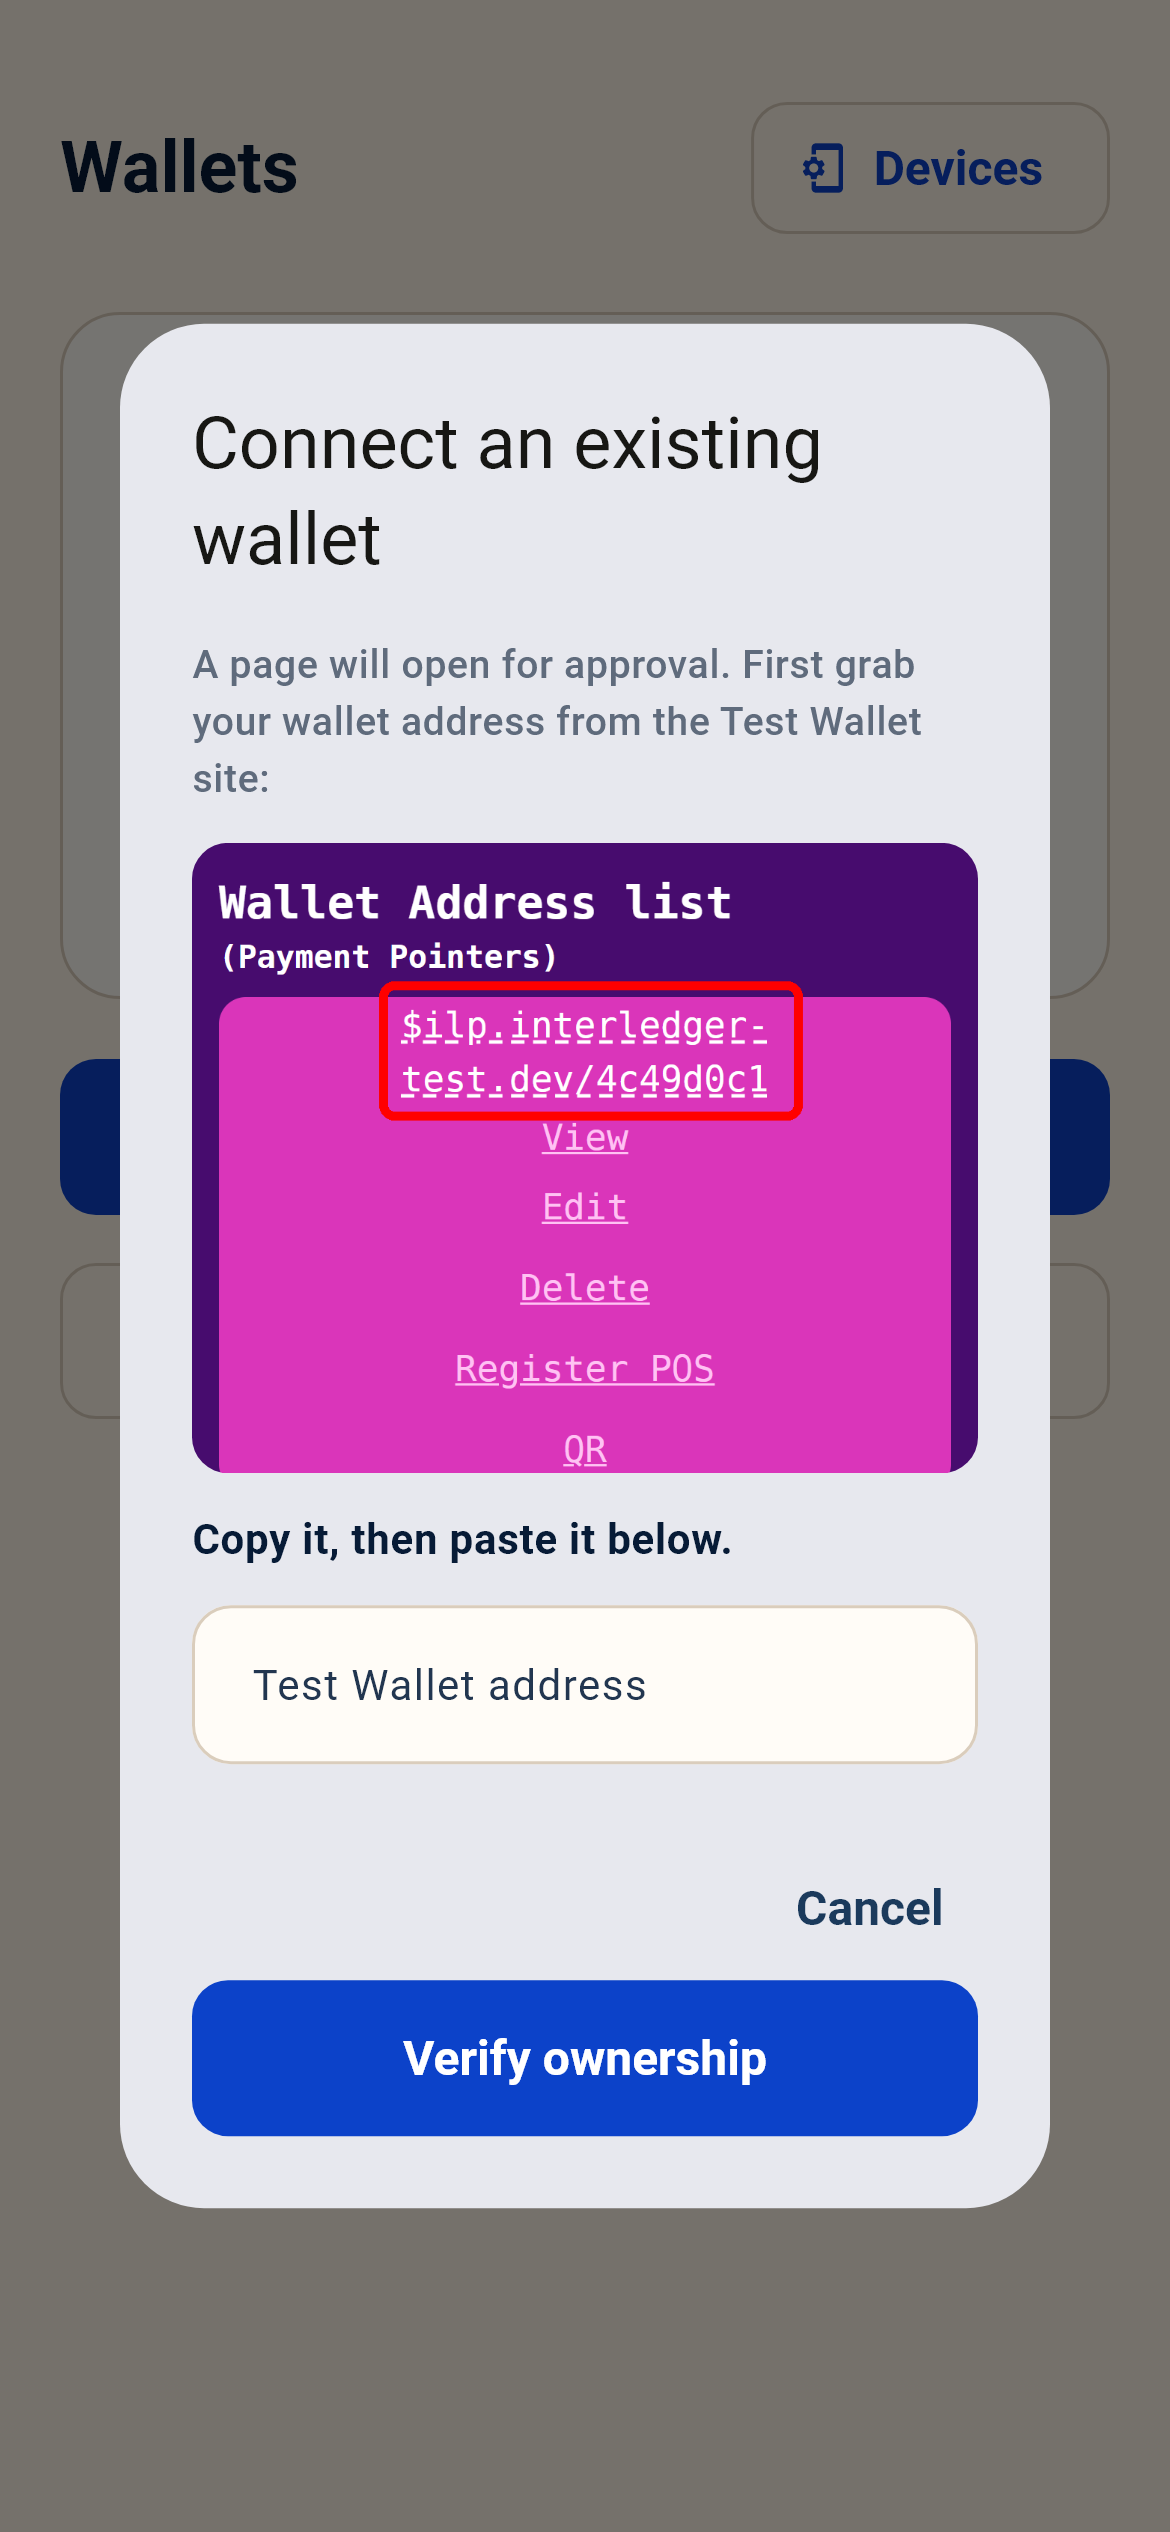 Wallets
Devices
Connect an existing
wallet
A page will open for approval. First grab
your wallet address from the Test Wallet
site:
Wallet Address list
(Payment Pointers)
$ilp.interledger-
test.dev/4c49d0c1
View
Edit
Delete
Register POS
QR
Copy it, then paste it below.
Test Wallet address
Cancel
Verify ownership